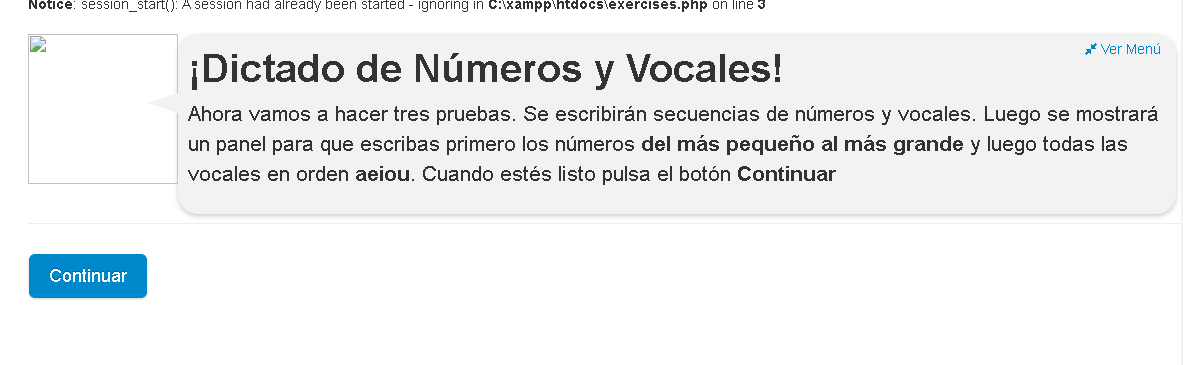 Notice: session_start(): A session had already been started - ignoring in C:\xampp\htdocs\exercises.php on line 3
Ver Menú
¡Dictado de Números y Vocales!
Ahora vamos a hacer tres pruebas. Se escribirán secuencias de números y vocales. Luego se mostrará
un panel para que escribas primero los números del más pequeño al más grande y luego todas las
vocales en orden aeiou. Cuando estés listo pulsa el botón Continuar
Continuar